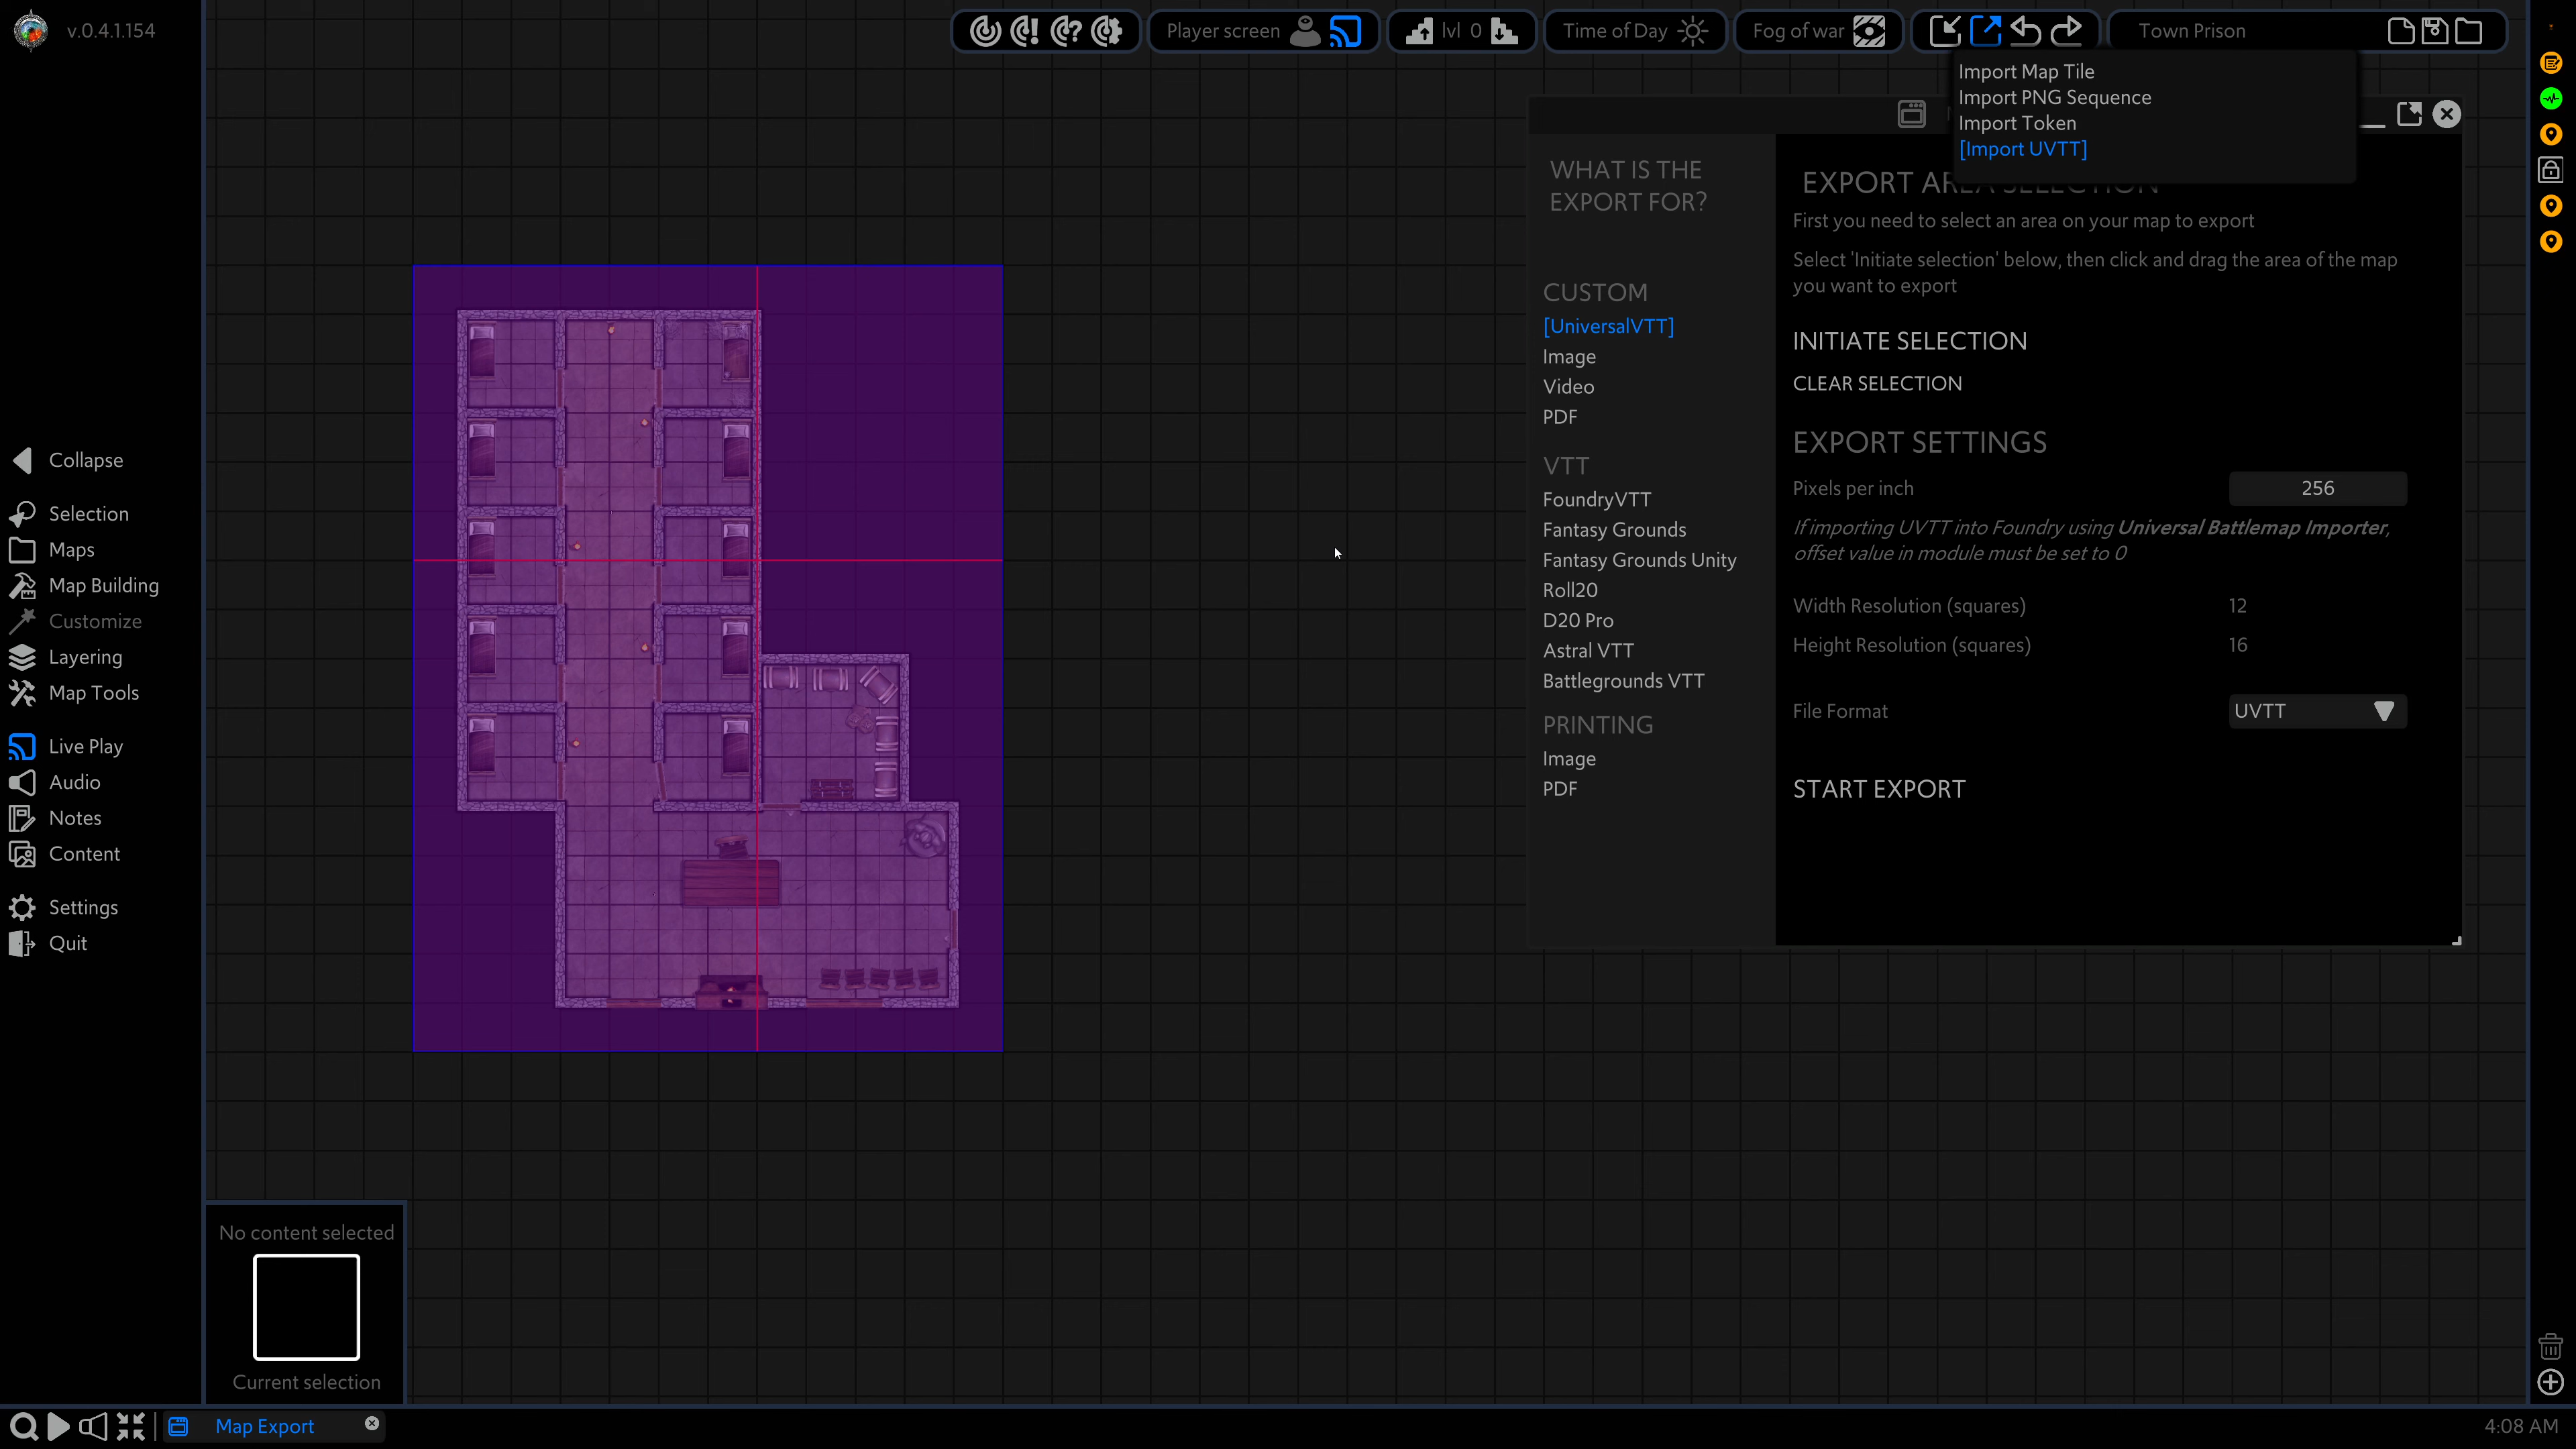 v.0.4.1.154
Player screen
lvl 0
Time of Day
Fog of war
Town Prison
Import Map Tile
Import PNG Sequence
Import Token
[Import UVTT]
WHAT IS THE
EXPORT FOR?
CUSTOM
[UniversalVTT]
Image
Video
PDF
VTT
FoundryVTT
Fantasy Grounds
Fantasy Grounds Unity
Roll20
D20 Pro
Astral VTT
Battlegrounds VTT
PRINTING
Image
PDF
EXPORT AREA SELECTION
First you need to select an area on your map to export
Select 'Initiate selection' below, then click and drag the area of the map
you want to export
INITIATE SELECTION
CLEAR SELECTION
EXPORT SETTINGS
Pixels per inch 256
If importing UVTT into Foundry using Universal Battlemap Importer,
offset value in module must be set to 0
Width Resolution (squares) 12
Height Resolution (squares) 16
File Format UVTT
START EXPORT
Collapse
Selection
Maps
Map Building
Customize
Layering
Map Tools
Live Play
Audio
Notes
Content
Settings
Quit
No content selected
Current selection
Map Export
4:08 AM